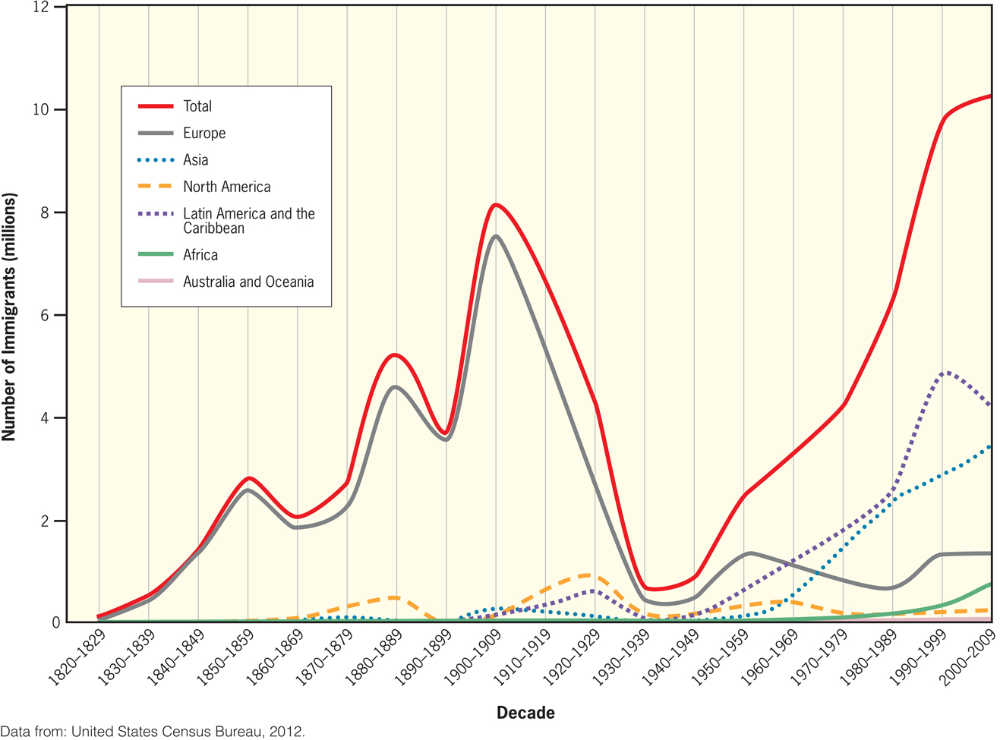 12
10
8
6
4
2
0
Number of Immigrants (millions)
Total
Europe
Asia
North America
Latin America and the
Caribbean
Africa
Australia and Oceania
1820–1829
1830–1839
1840–1849
1850–1859
1860–1869
1870–1879
1880–1889
1890–1899
1900–1909
1910–1919
1920–1929
1930–1939
1940–1949
1950–1959
1960–1969
1970–1979
1980–1989
1990–1999
2000–2009
Decade
Data from: United States Census Bureau, 2012.